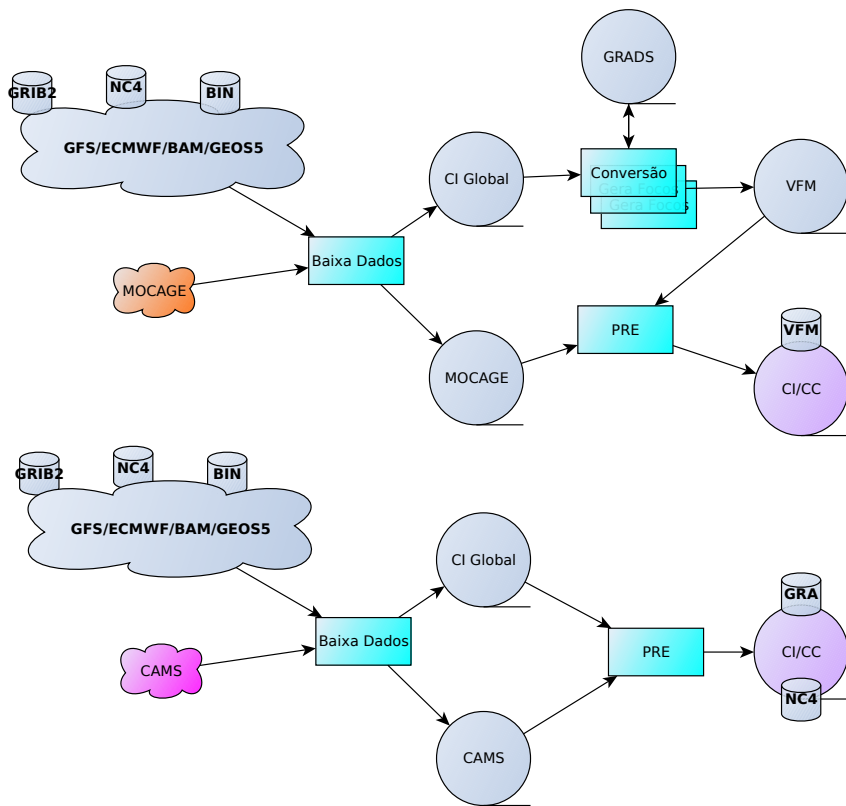 GRADS
GRIB2
NC4
BIN
GFS/ECMWF/BAM/GEOS5
CI Global
Conversão
Gera Focos
Gera Focos
VFM
Baixa Dados
MOCAGE
PRE
VFM
MOCAGE
CI/CC
GRIB2
NC4
BIN
GFS/ECMWF/BAM/GEOS5
CI Global
GRA
Baixa Dados
CAMS
PRE
CI/CC
NC4
CAMS